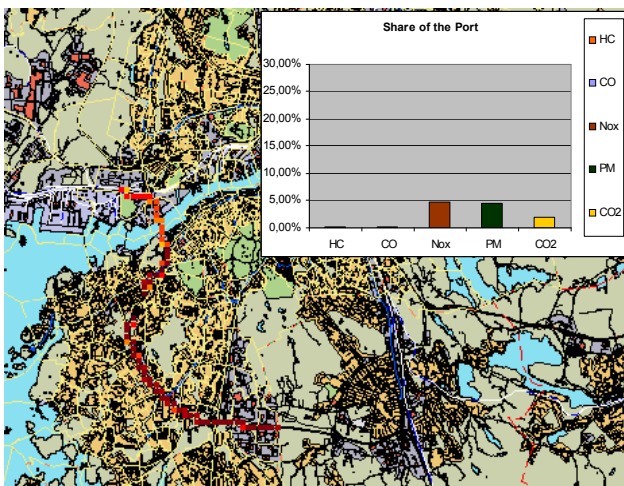 Share of the Port
30,00%
25,00%
20,00%
15,00%
10,00%
5,00%
0,00%
HC CO Nox PM CO2
HC
CO
Nox
PM
CO2